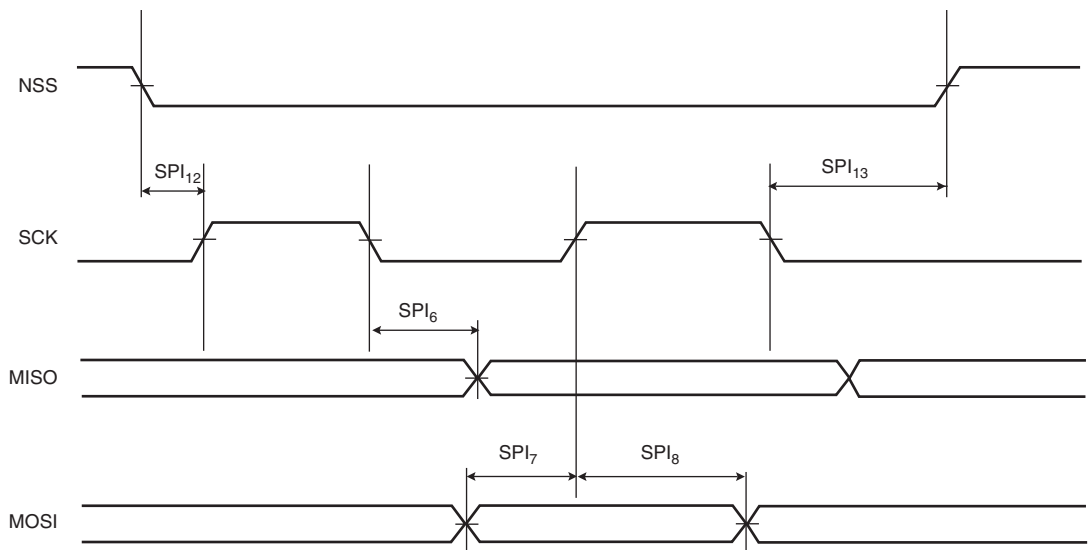 NSS
SPI₁₂
SPI₁₃
SCK
SPI₆
MISO
SPI₇
SPI₈
MOSI